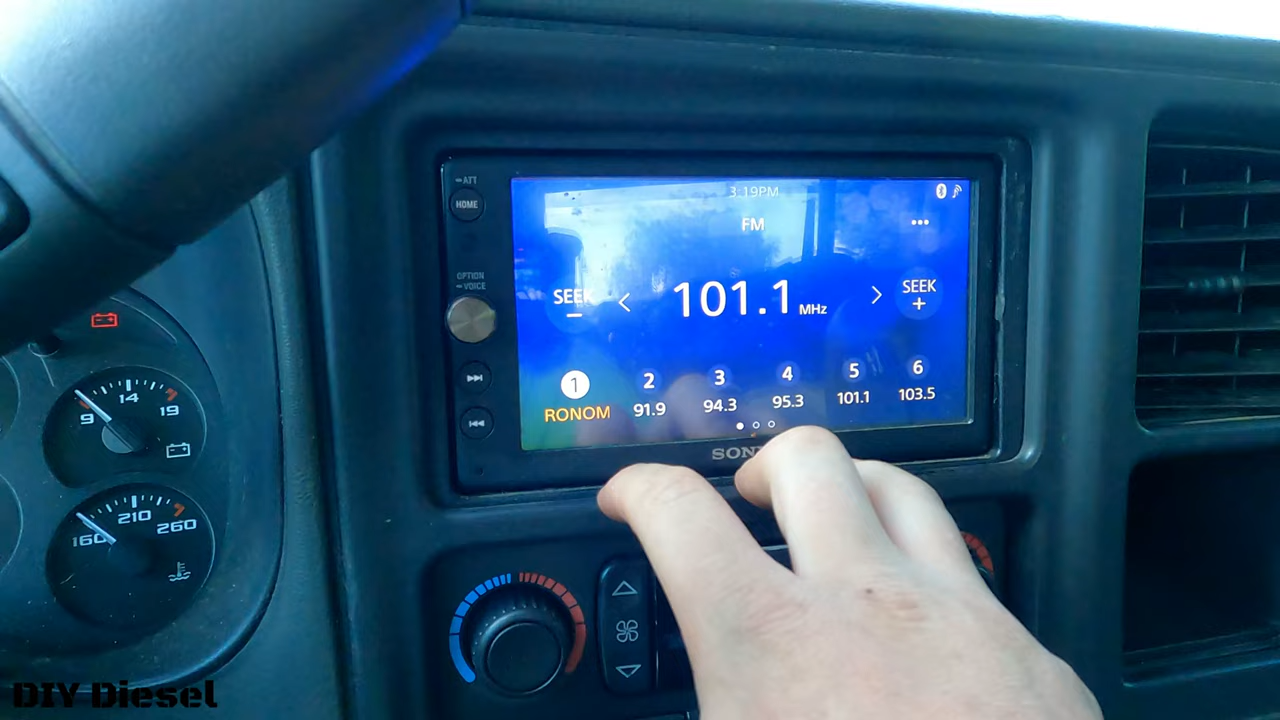 ATT
HOME
OPTION
VOICE
3:19PM
FM
SEEK
101.1 MHz
SEEK
1
RONOM
2
91.9
3
94.3
4
95.3
5
101.1
6
103.5
9
14
19
160
210
260
DIY Diesel